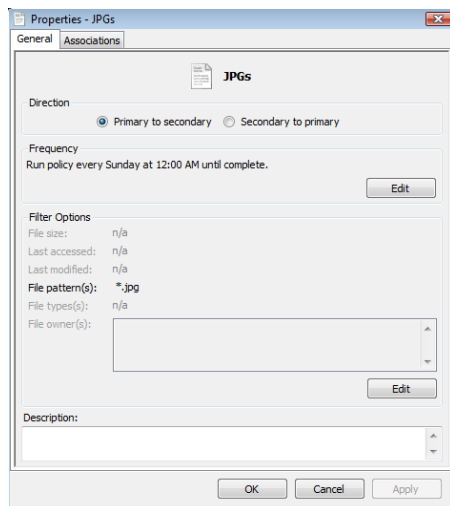 Properties - JPGs
General
Associations
JPGs
Direction
Primary to secondary
Secondary to primary
Frequency
Run policy every Sunday at 12:00 AM until complete.
Edit
Filter Options
File size: n/a
Last accessed: n/a
Last modified: n/a
File pattern(s): *.jpg
File types(s): n/a
File owner(s):
Edit
Description:
OK
Cancel
Apply